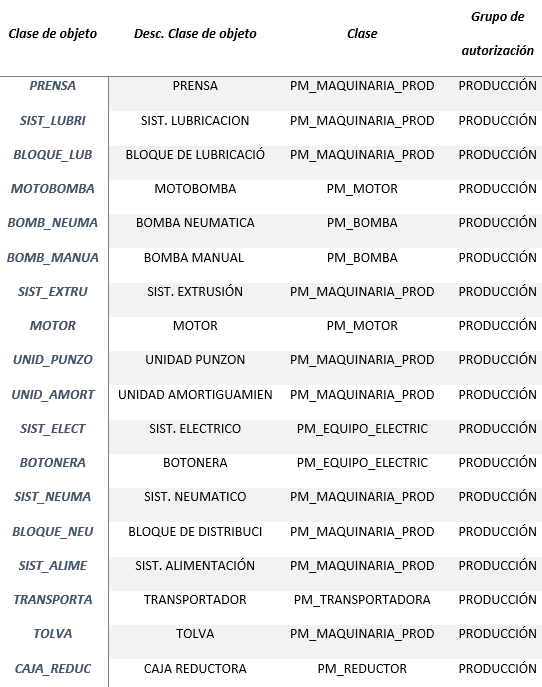 Clase de objeto Desc. Clase de objeto Clase Grupo de autorización
PRENSA PRENSA PM_MAQUINARIA_PROD PRODUCCIÓN
SIST_LUBRI SIST. LUBRICACION PM_MAQUINARIA_PROD PRODUCCIÓN
BLOQUE_LUB BLOQUE DE LUBRICACIÓ PM_MAQUINARIA_PROD PRODUCCIÓN
MOTOBOMBA MOTOBOMBA PM_MOTOR PRODUCCIÓN
BOMB_NEUMA BOMBA NEUMATICA PM_BOMBA PRODUCCIÓN
BOMB_MANUA BOMBA MANUAL PM_BOMBA PRODUCCIÓN
SIST_EXTRU SIST. EXTRUSIÓN PM_MAQUINARIA_PROD PRODUCCIÓN
MOTOR MOTOR PM_MOTOR PRODUCCIÓN
UNID_PUNZO UNIDAD PUNZON PM_MAQUINARIA_PROD PRODUCCIÓN
UNID_AMORT UNIDAD AMORTIGUAMIEN PM_MAQUINARIA_PROD PRODUCCIÓN
SIST_ELECT SIST. ELECTRICO PM_EQUIPO_ELECTRIC PRODUCCIÓN
BOTONERA BOTONERA PM_EQUIPO_ELECTRIC PRODUCCIÓN
SIST_NEUMA SIST. NEUMATICO PM_MAQUINARIA_PROD PRODUCCIÓN
BLOQUE_NEU BLOQUE DE DISTRIBUCI PM_MAQUINARIA_PROD PRODUCCIÓN
SIST_ALIME SIST. ALIMENTACIÓN PM_MAQUINARIA_PROD PRODUCCIÓN
TRANSPORTA TRANSPORTADOR PM_TRANSPORTADORA PRODUCCIÓN
TOLVA TOLVA PM_MAQUINARIA_PROD PRODUCCIÓN
CAJA_REDUC CAJA REDUCTORA PM_REDUCTOR PRODUCCIÓN